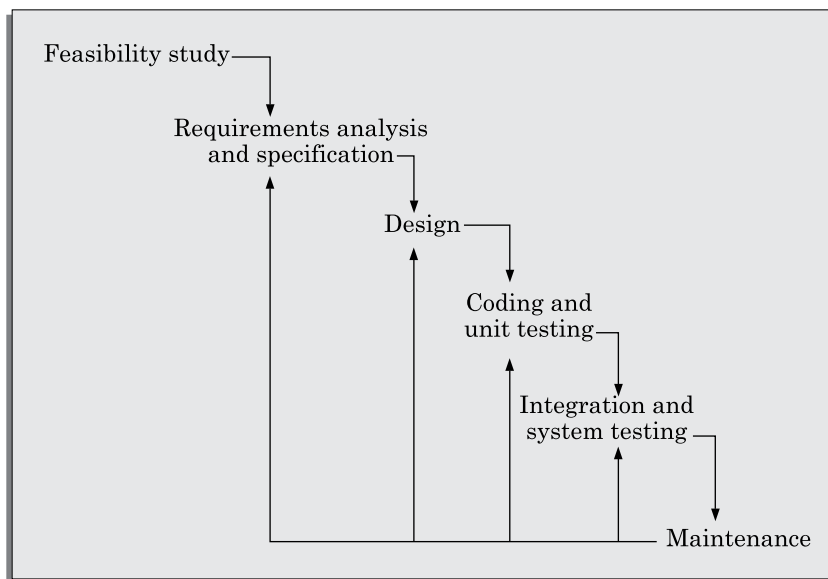 Feasibility study
Requirements analysis
and specification
Design
Coding and
unit testing
Integration and
system testing
Maintenance